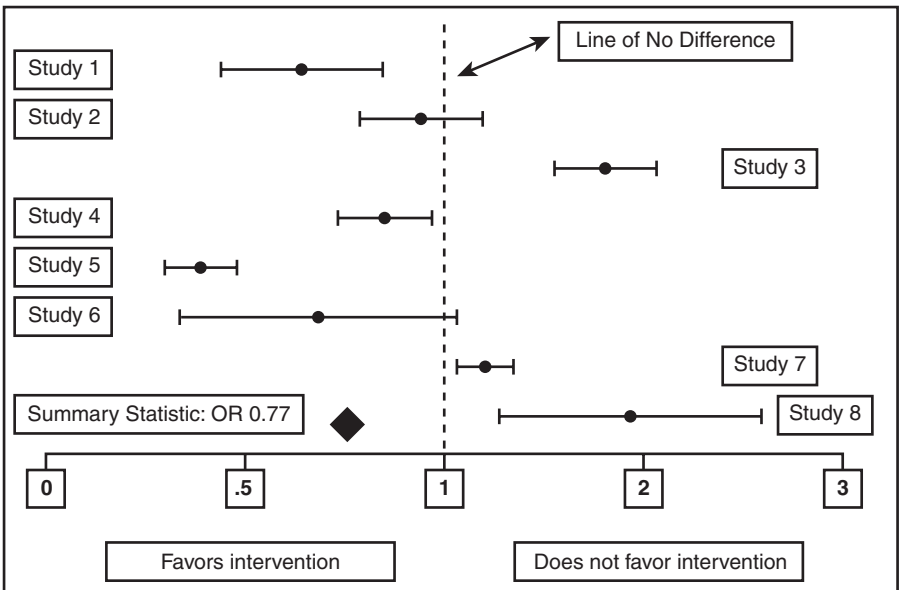 Line of No Difference
Study 1
Study 2
Study 3
Study 4
Study 5
Study 6
Study 7
Summary Statistic: OR 0.77
Study 8
0 .5 1 2 3
Favors intervention
Does not favor intervention